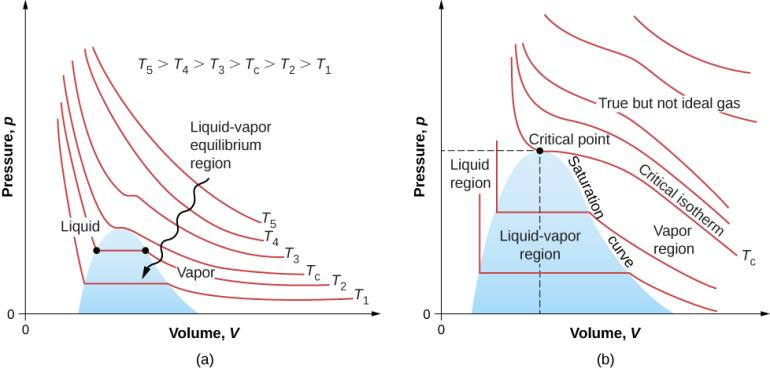 T5 > T4 > T3 > Tc > T2 > T1
Pressure, p
Liquid-vapor
equilibrium
region
Liquid
Vapor
T5
T4
T3
Tc
T2
T1
0
0
Volume, V
(a)
Pressure, p
True but not ideal gas
Critical point
Liquid
region
Saturation
curve
Critical isotherm
Liquid-vapor
region
Vapor
region
Tc
0
0
Volume, V
(b)